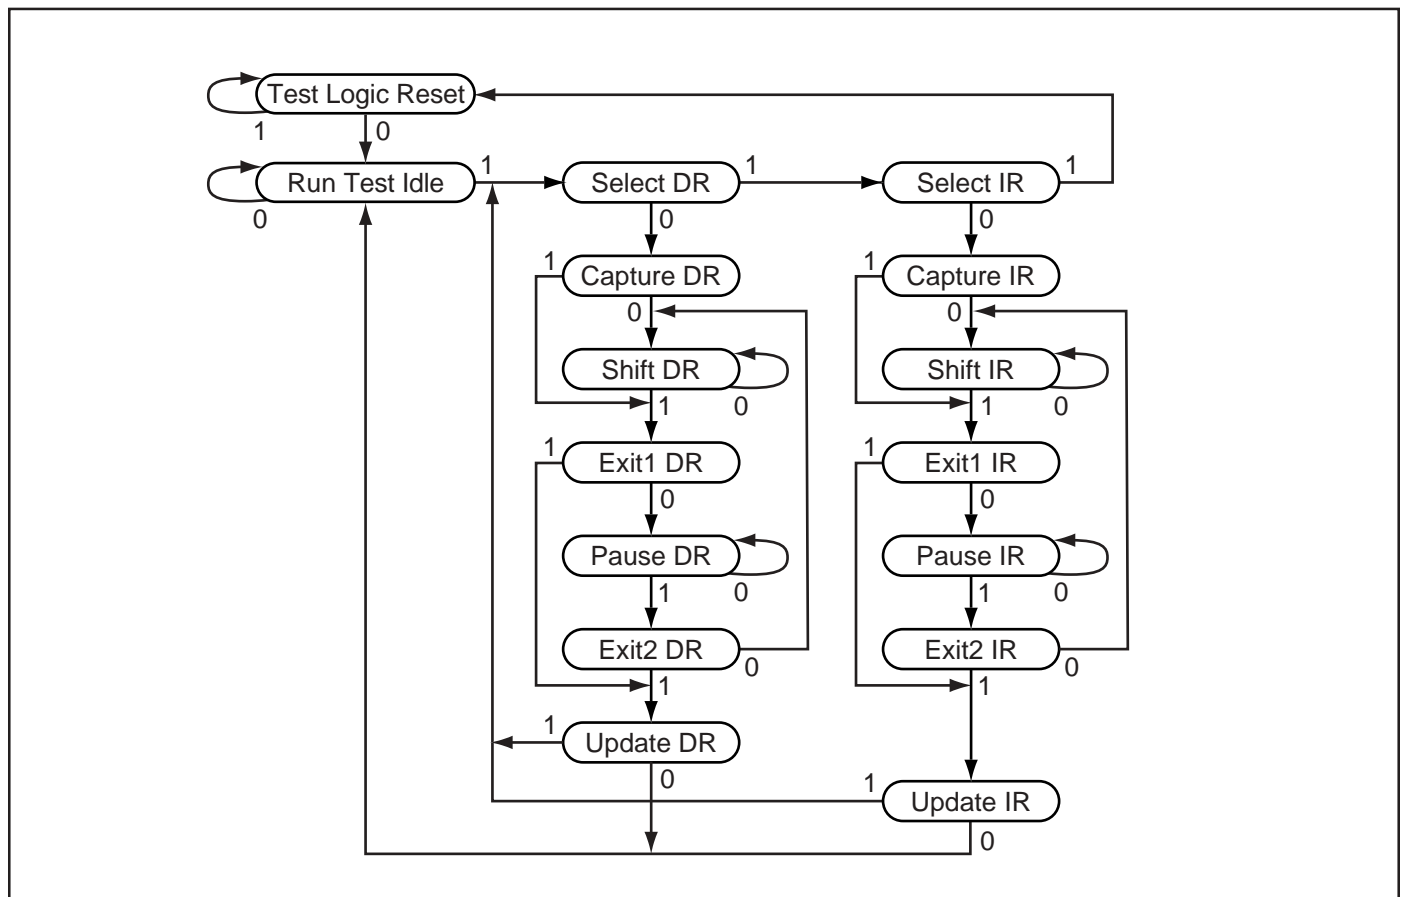 Test Logic Reset
1 0
Run Test Idle 1 Select DR 1 Select IR 1
0 0 0
1 Capture DR 1 Capture IR
0 0
Shift DR Shift IR
1 0 1 0
1 Exit1 DR 1 Exit1 IR
0 0
Pause DR Pause IR
1 0 1 0
Exit2 DR Exit2 IR
1 0 1 0
1 Update DR
0 1 Update IR
0